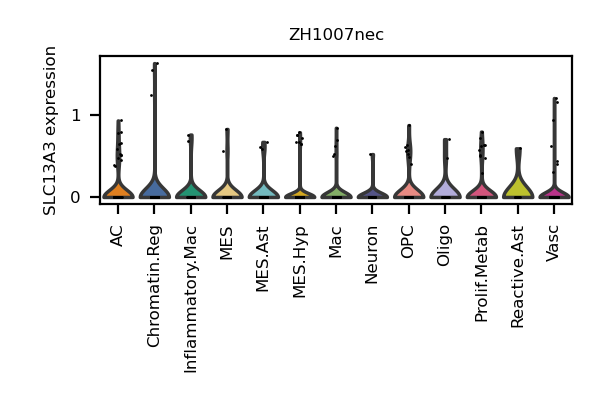 ZH1007nec
SLC13A3 expression
1
0
AC
Chromatin.Reg
Inflammatory.Mac
MES
MES.Ast
MES.Hyp
Mac
Neuron
OPC
Oligo
Prolif.Metab
Reactive.Ast
Vasc